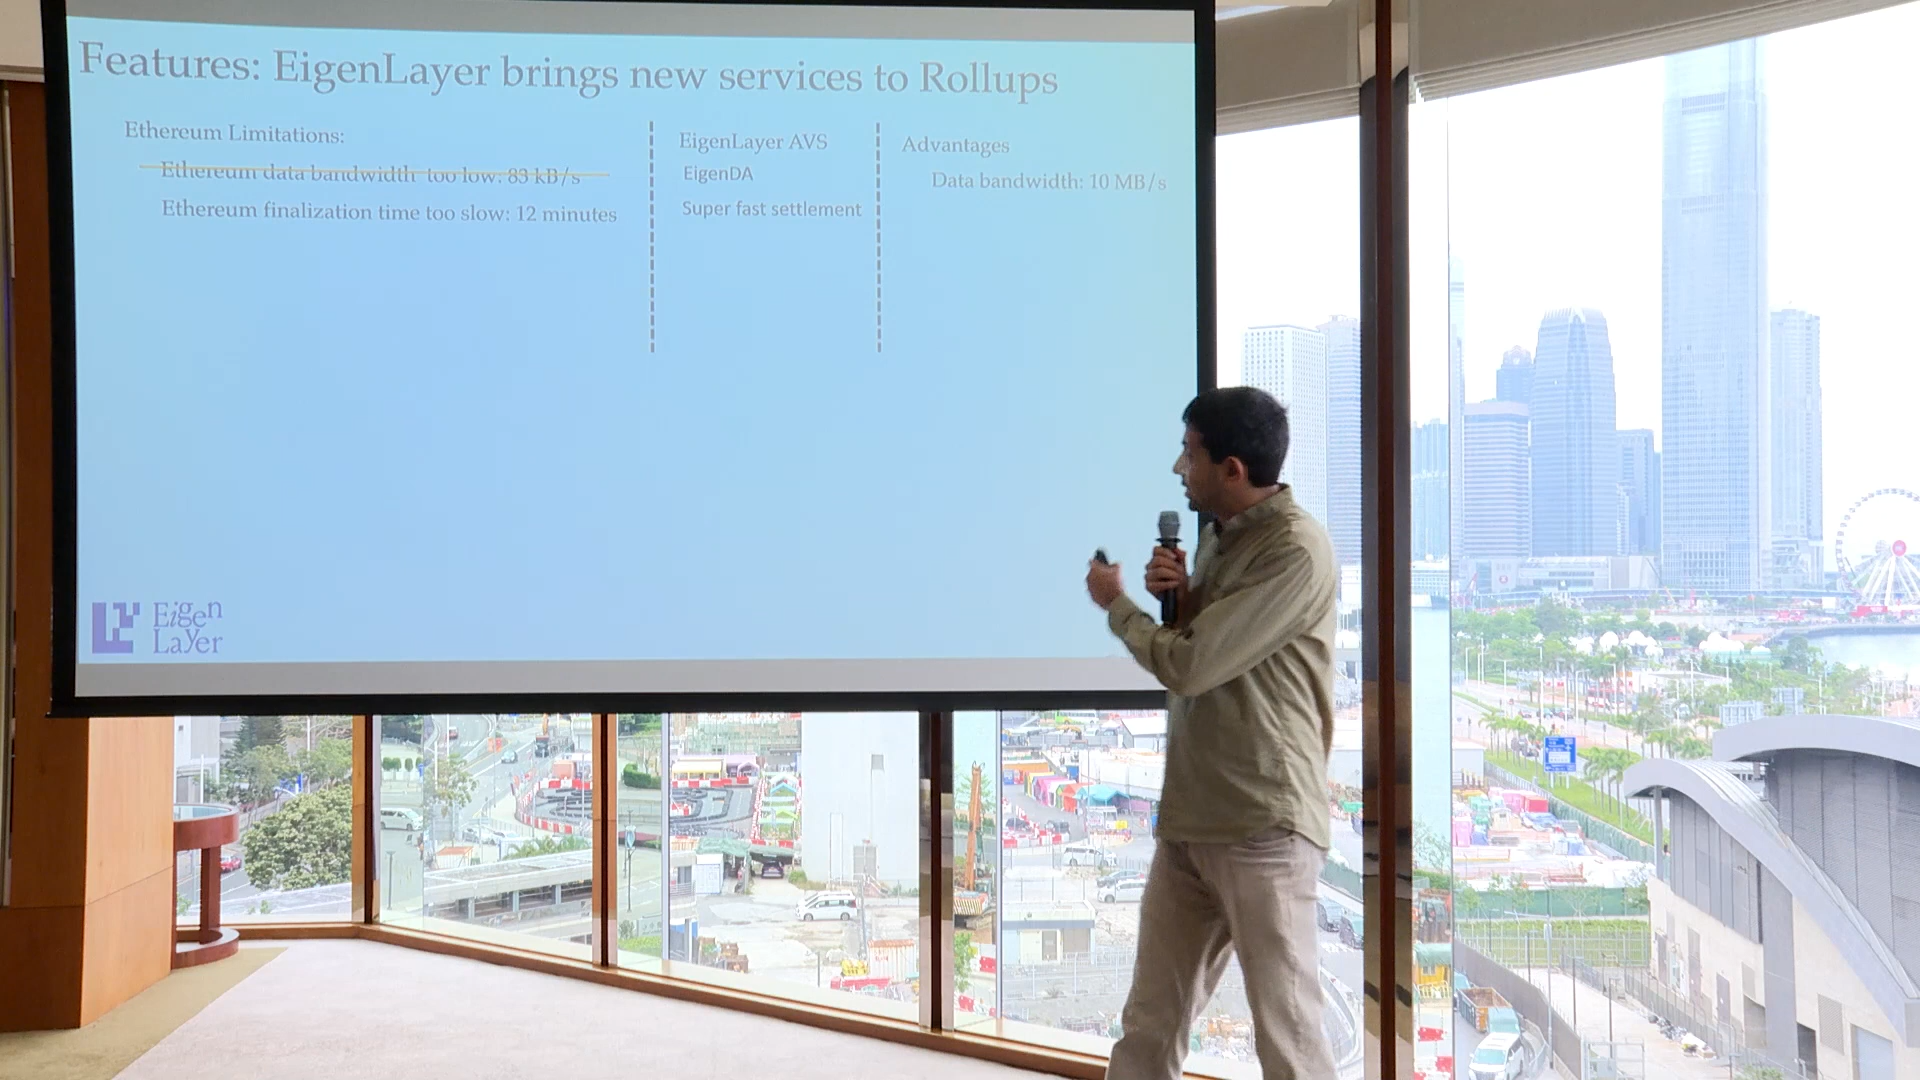 Features: EigenLayer brings new services to Rollups
Ethereum Limitations:
Ethereum data bandwidth too low: 83 kB/s
Ethereum finalization time too slow: 12 minutes
EigenLayer AVS
EigenDA
Super fast settlement
Advantages
Data bandwidth: 10 MB/s
Eigen
LaYer